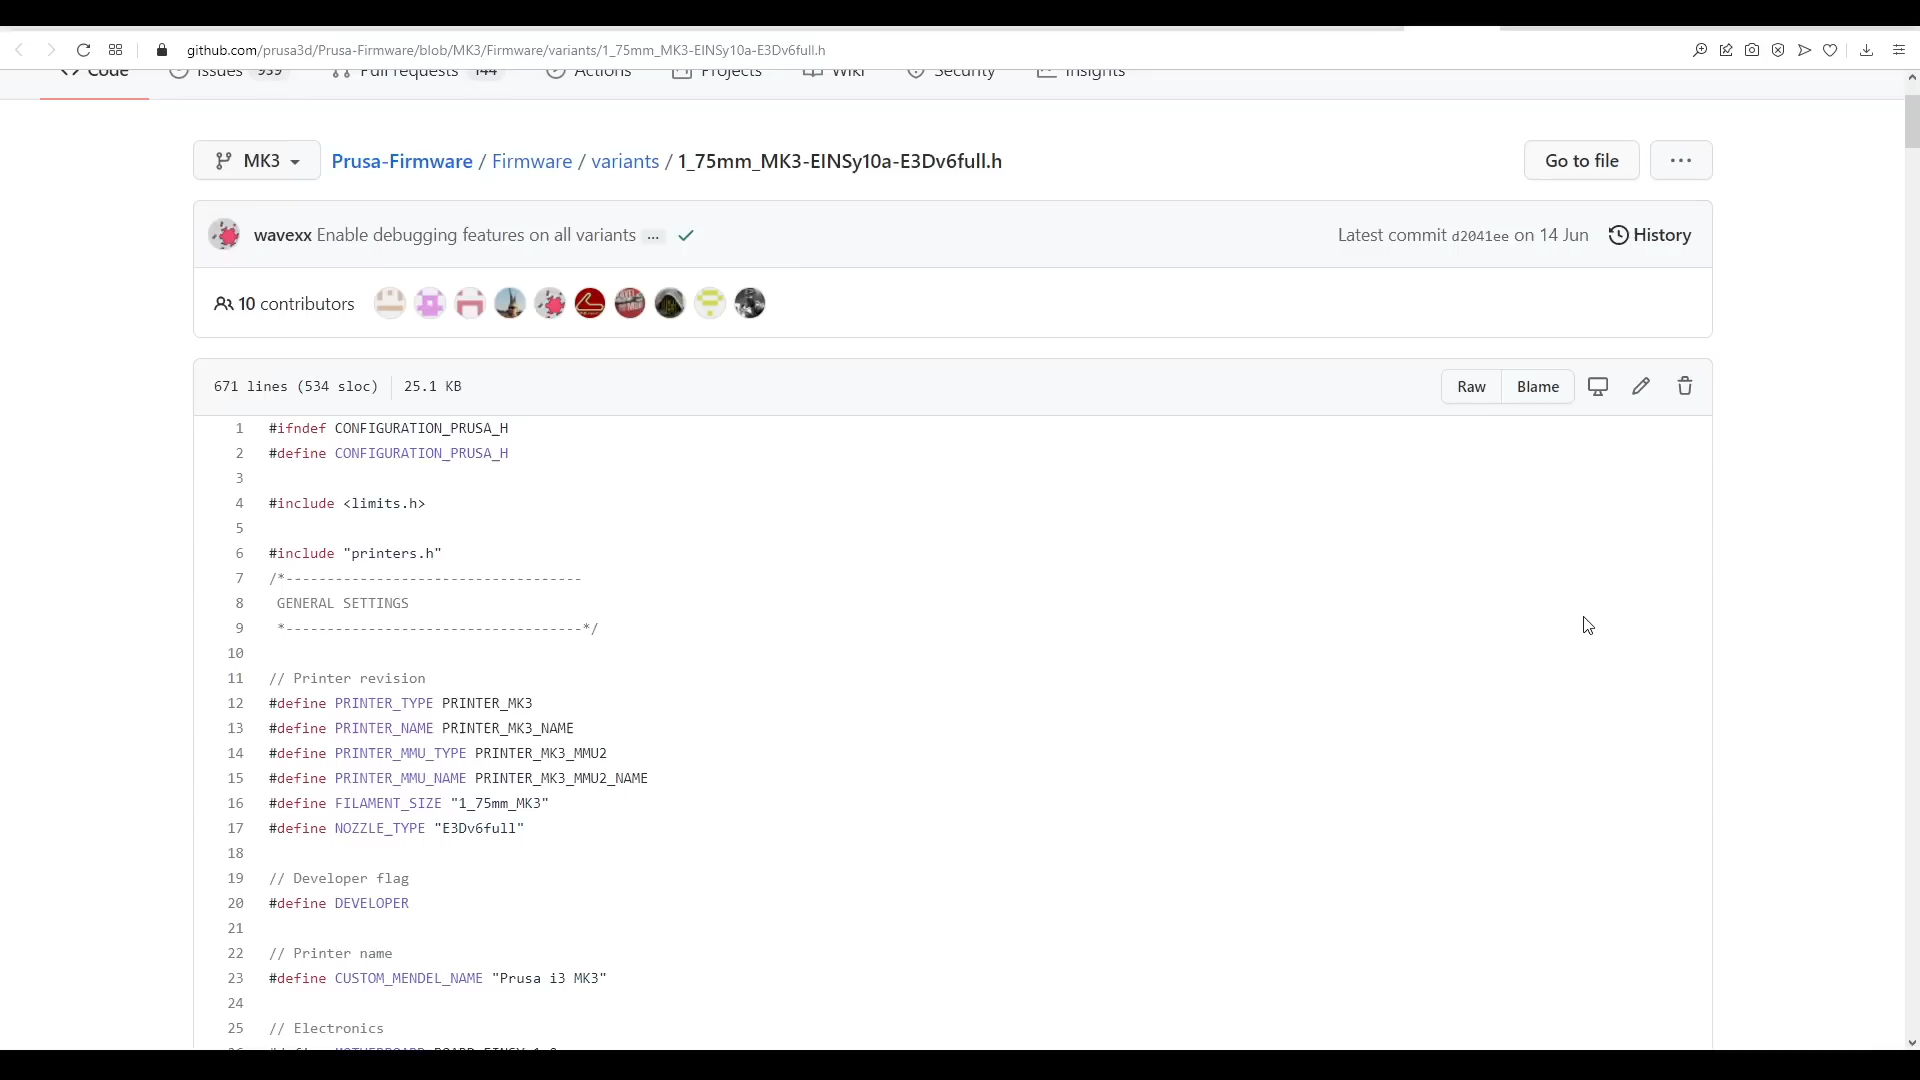 github.com/prusa3d/Prusa-Firmware/blob/MK3/Firmware/variants/1_75mm_MK3-EINSy10a-E3Dv6full.h
Code Issues 939 Pull requests 144 Actions Projects Wiki Security Insights
MK3 Prusa-Firmware / Firmware / variants / 1_75mm_MK3-EINSy10a-E3Dv6full.h Go to file ...
wavexx Enable debugging features on all variants ... Latest commit d2041ee on 14 Jun History
10 contributors
671 lines (534 sloc) 25.1 KB Raw Blame
1 #ifndef CONFIGURATION_PRUSA_H
2 #define CONFIGURATION_PRUSA_H
3
4 #include <limits.h>
5
6 #include "printers.h"
7 /*------------------------------------
8 GENERAL SETTINGS
9 *------------------------------------*/
10
11 // Printer revision
12 #define PRINTER_TYPE PRINTER_MK3
13 #define PRINTER_NAME PRINTER_MK3_NAME
14 #define PRINTER_MMU_TYPE PRINTER_MK3_MMU2
15 #define PRINTER_MMU_NAME PRINTER_MK3_MMU2_NAME
16 #define FILAMENT_SIZE "1_75mm_MK3"
17 #define NOZZLE_TYPE "E3Dv6full"
18
19 // Developer flag
20 #define DEVELOPER
21
22 // Printer name
23 #define CUSTOM_MENDEL_NAME "Prusa i3 MK3"
24
25 // Electronics